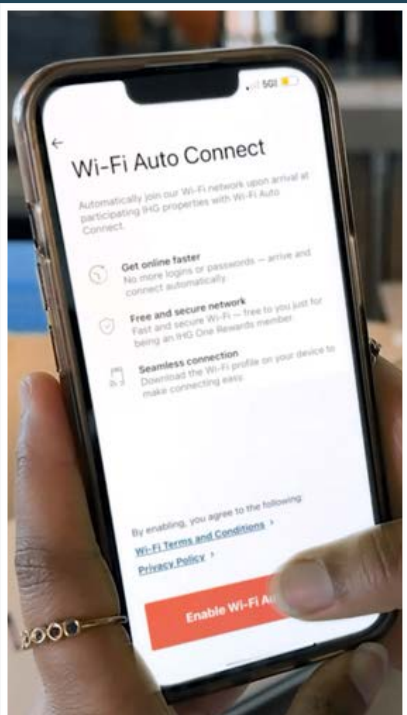 5G
Wi-Fi Auto Connect
Automatically join our Wi-Fi network upon arrival at
participating IHG properties with Wi-Fi Auto
Connect.
Get online faster
No more logins or passwords — arrive and
connect automatically.
Free and secure network
Fast and secure Wi-Fi — free to you just for
being an IHG One Rewards member.
Seamless connection
Download the Wi-Fi profile on your device to
make connecting easy.
By enabling, you agree to the following:
Wi-Fi Terms and Conditions >
Privacy Policy >
Enable Wi-Fi Au